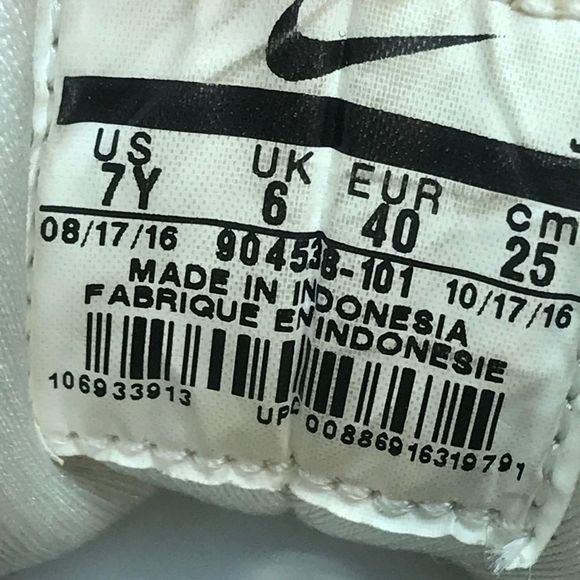 US UK EUR cm
7Y 6 40 25
08/17/16 904538-101 10/17/16
MADE IN INDONESIA
FABRIQUE EN INDONESIE
106933913 UPC 00886916319791